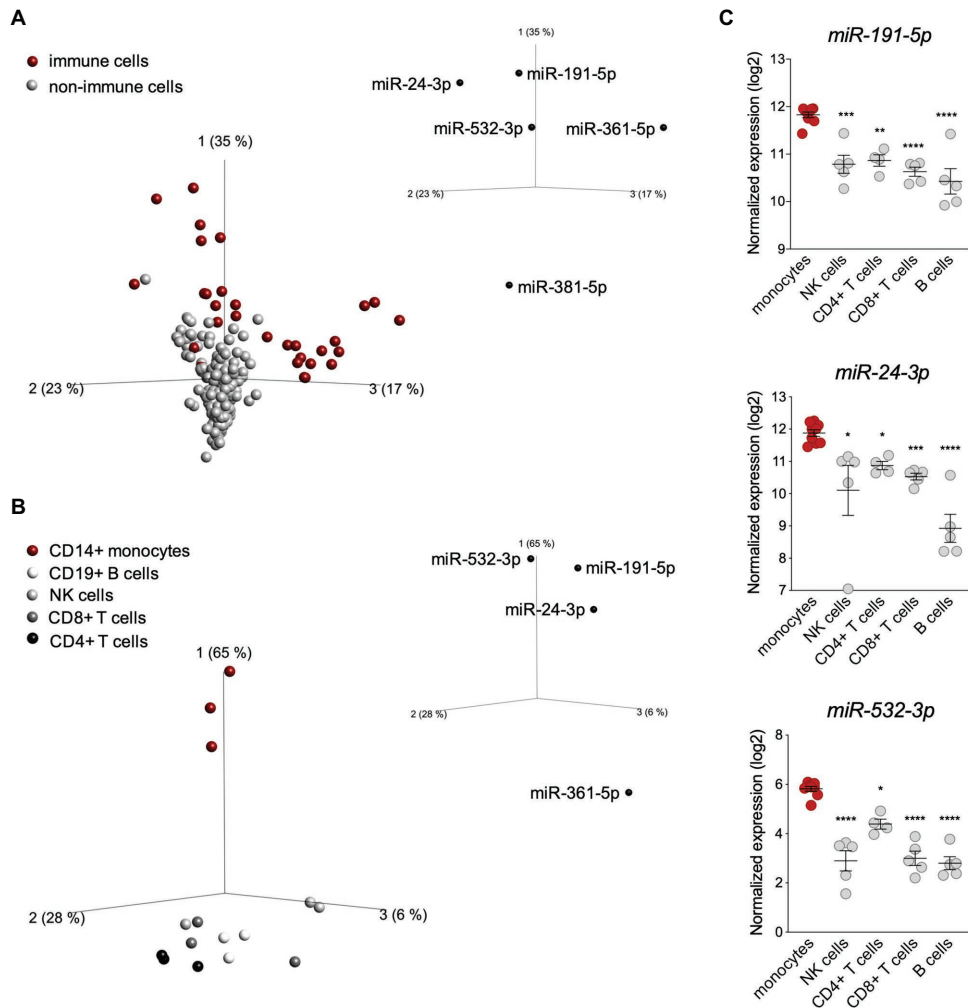 A
immune cells
non-immune cells
1 (35 %)
2 (23 %)
3 (17 %)
1 (35 %)
miR-24-3p
miR-191-5p
miR-532-3p
miR-361-5p
2 (23 %)
3 (17 %)
miR-381-5p
B
CD14+ monocytes
CD19+ B cells
NK cells
CD8+ T cells
CD4+ T cells
1 (65 %)
2 (28 %)
3 (6 %)
1 (65 %)
miR-532-3p
miR-191-5p
miR-24-3p
2 (28 %)
3 (6 %)
miR-361-5p
C
miR-191-5p
Normalized expression (log2)
13
12
11
10
9
***
**
****
****
monocytes
NK cells
CD4+ T cells
CD8+ T cells
B cells
miR-24-3p
Normalized expression (log2)
13
12
11
10
9
8
7
*
*
***
****
monocytes
NK cells
CD4+ T cells
CD8+ T cells
B cells
miR-532-3p
Normalized expression (log2)
8
6
4
2
0
****
*
****
****
monocytes
NK cells
CD4+ T cells
CD8+ T cells
B cells